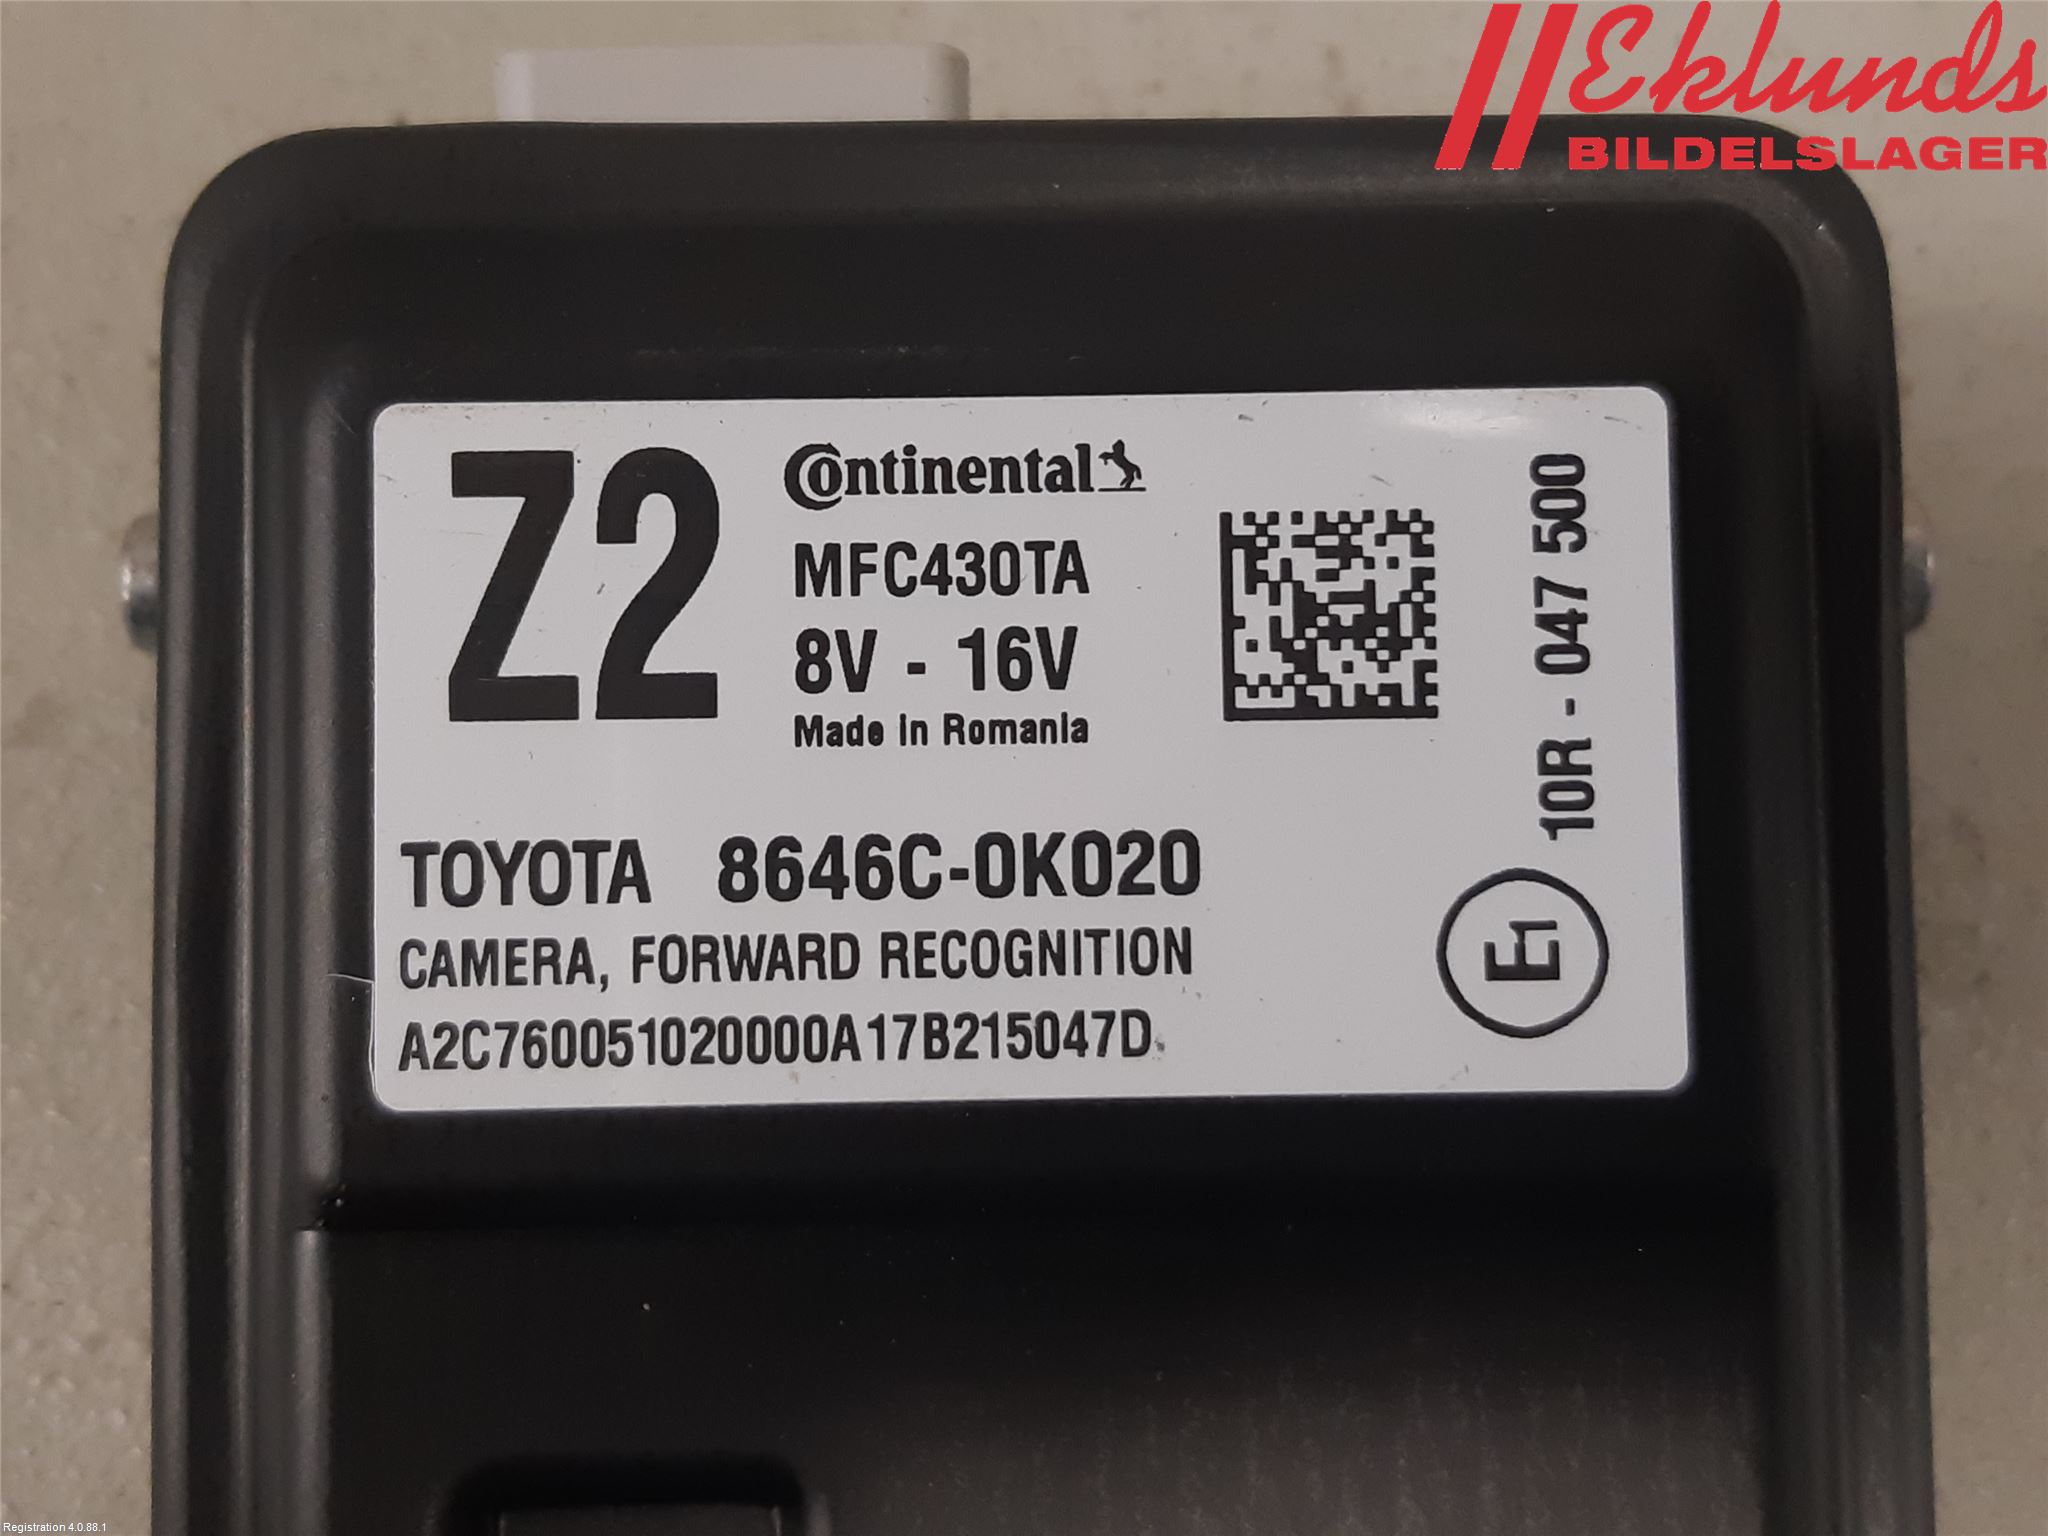 Eklunds
BILDELSLAGER
Z2
Continental
MFC430TA
8V - 16V
Made in Romania
10R - 047 500
E1
TOYOTA 8646C-0K020
CAMERA, FORWARD RECOGNITION
A2C760051020000A17B215047D
Registration 4.0.88.1